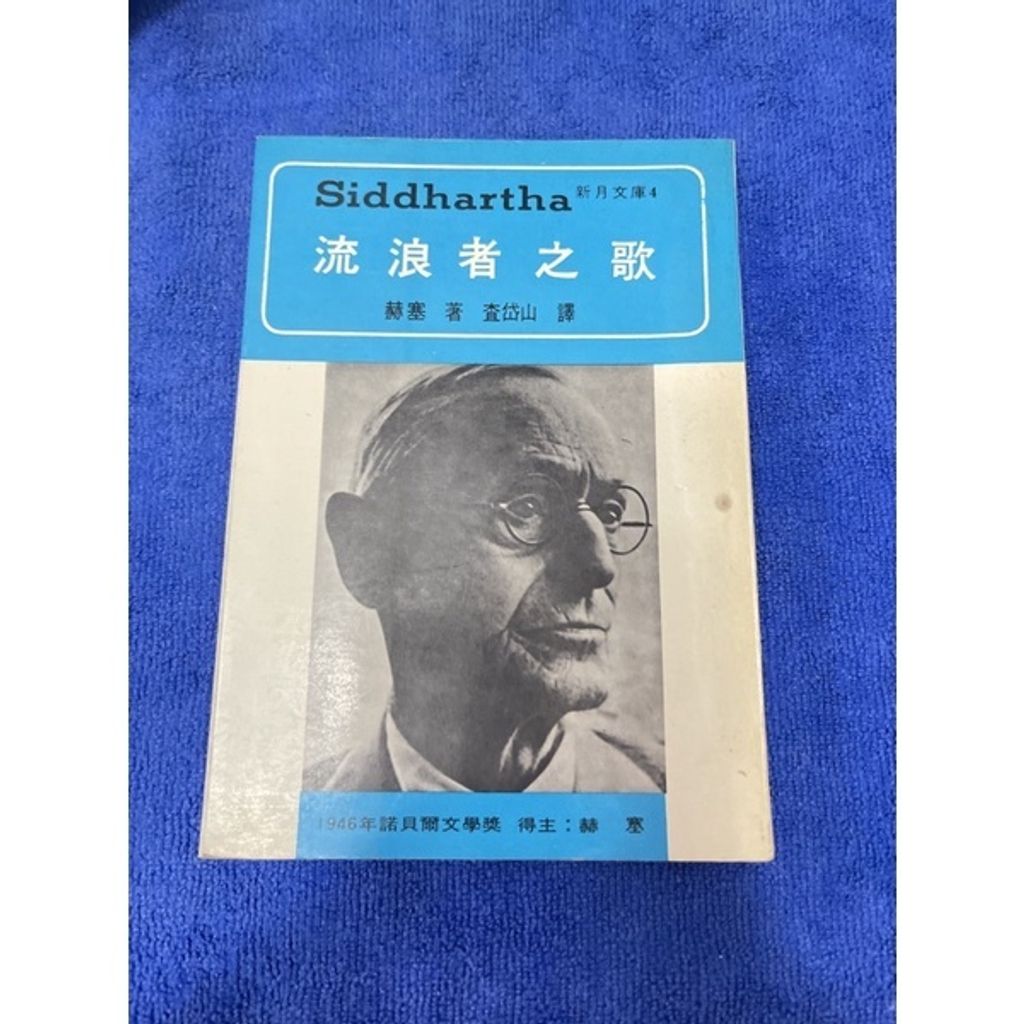 Siddhartha 新月文庫4
流浪者之歌
赫塞 著 查岱山 譯
1946年諾貝爾文學獎 得主：赫 塞